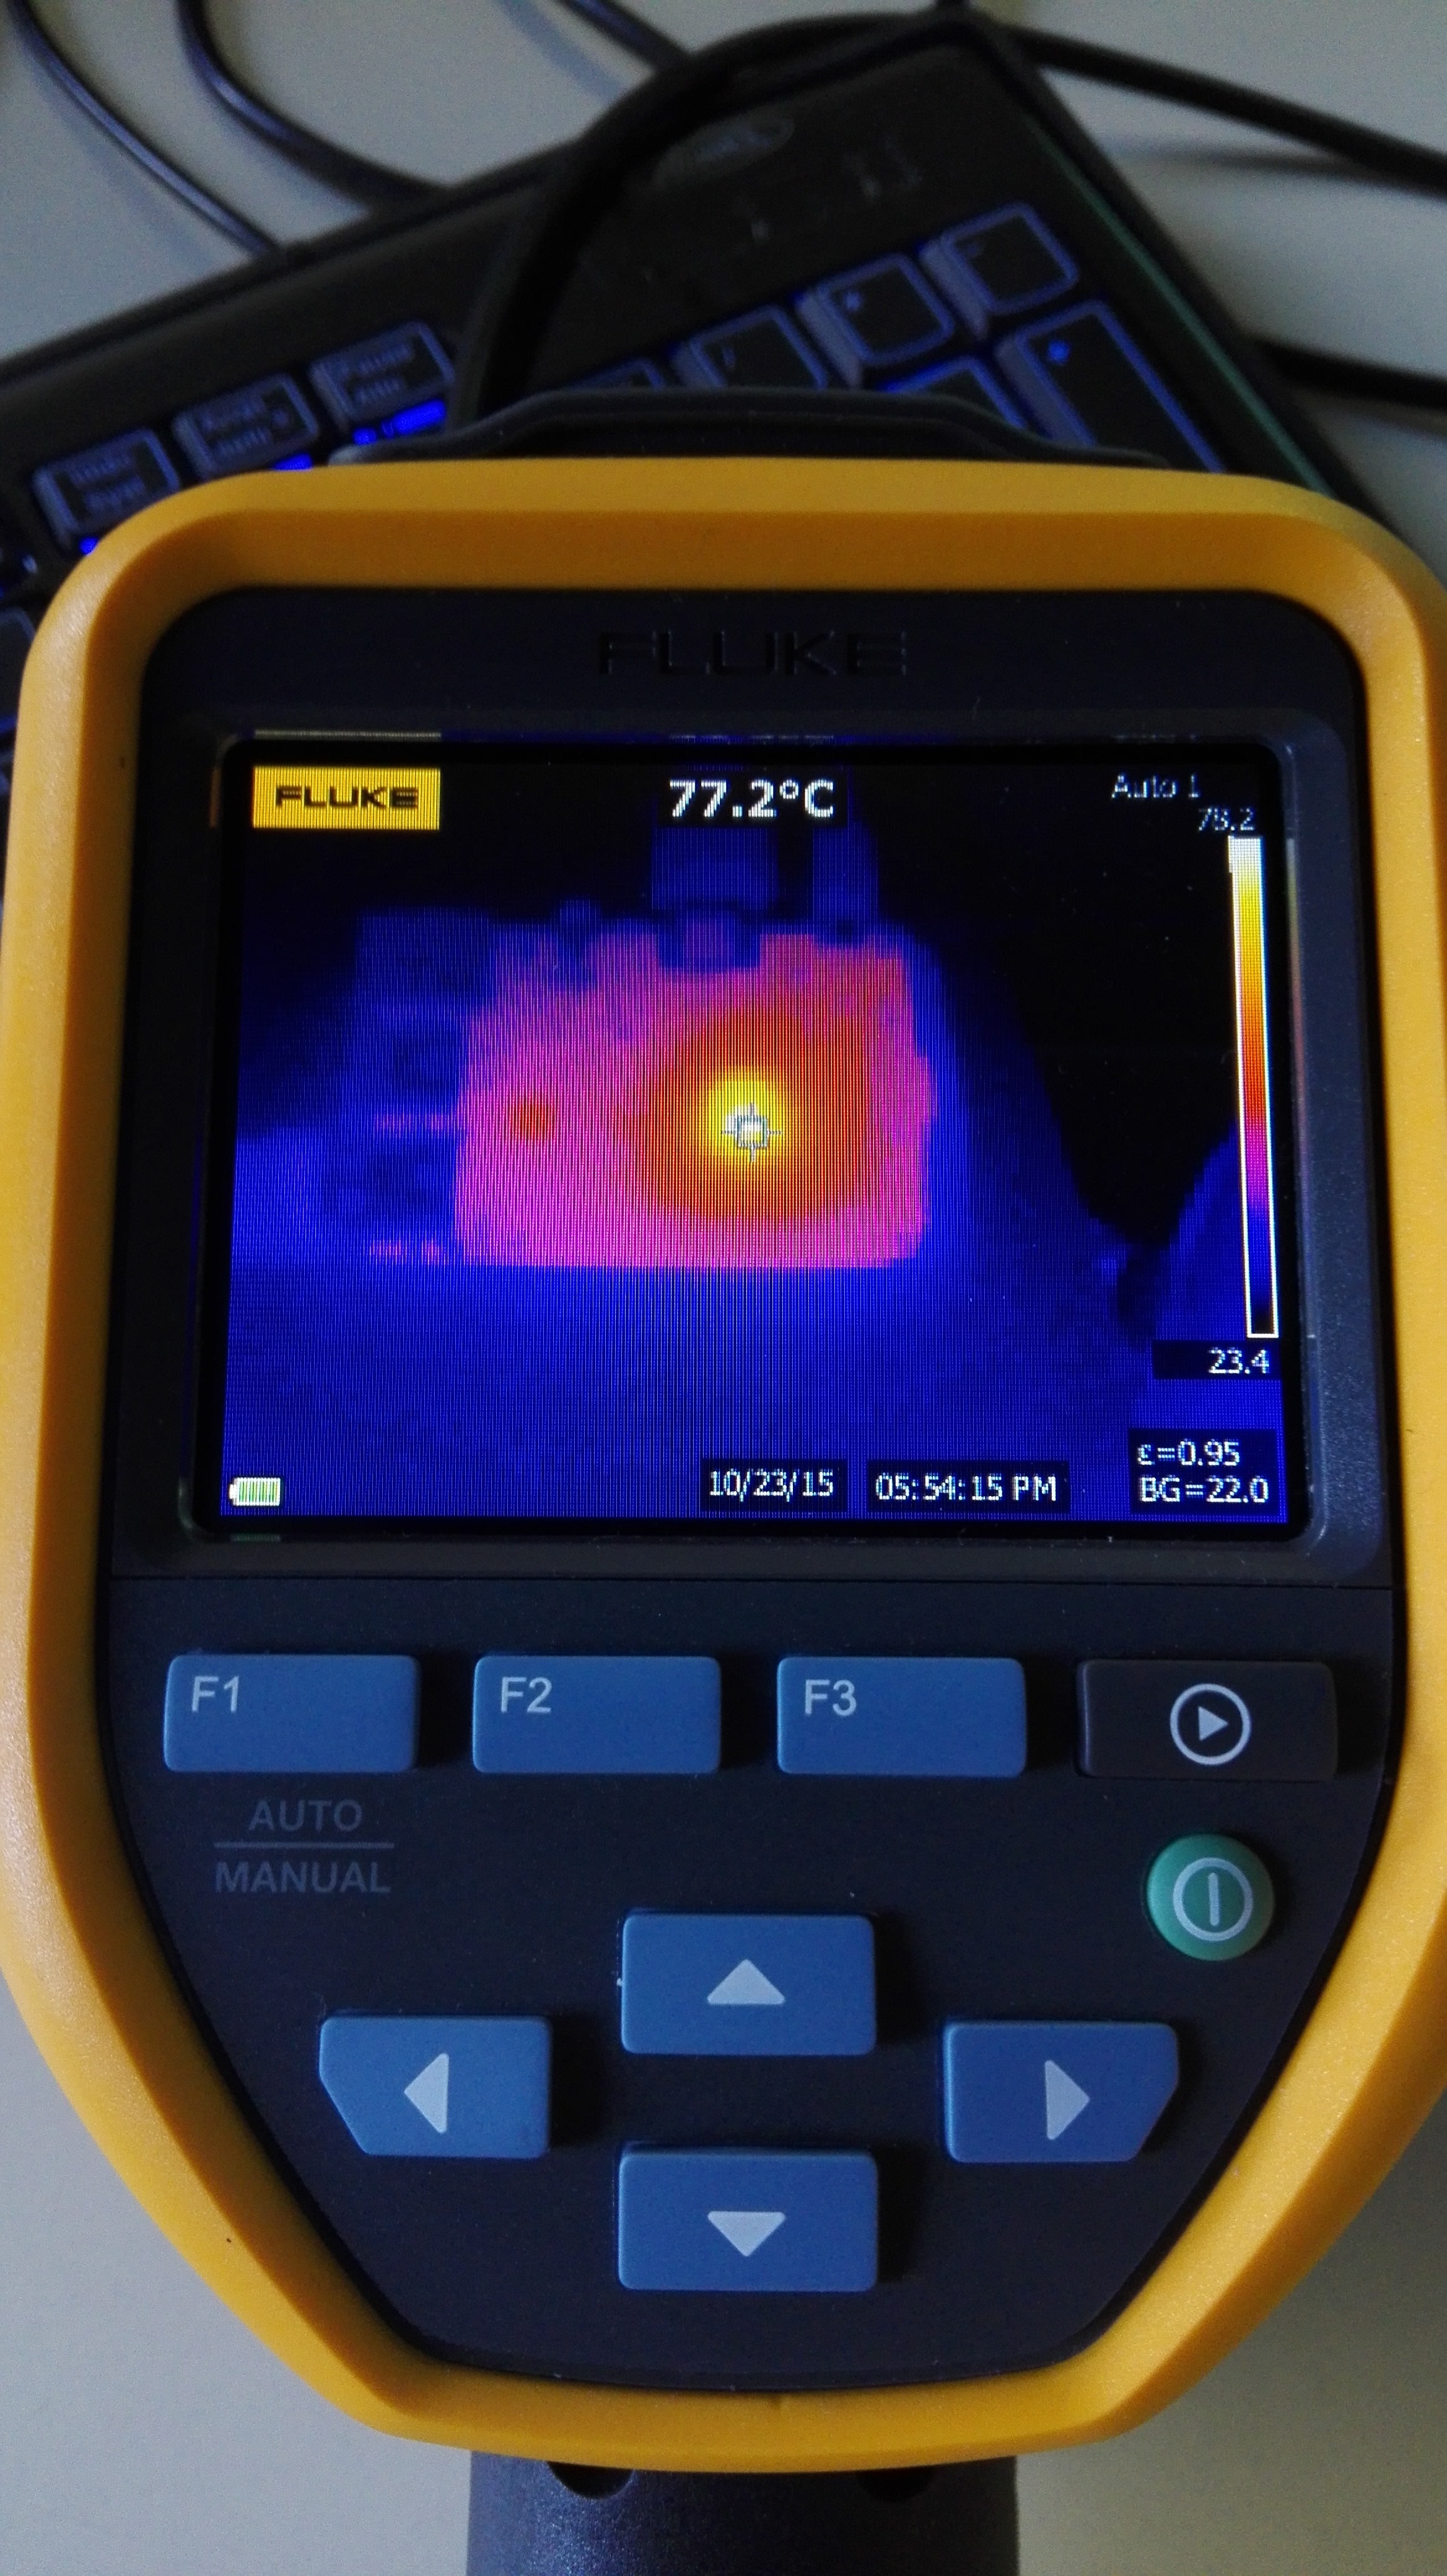 FLUKE
FLUKE
77.2°C
Auto 1
78.2
23.4
ε=0.95
BG=22.0
10/23/15
05:54:15 PM
F1
F2
F3
AUTO
MANUAL